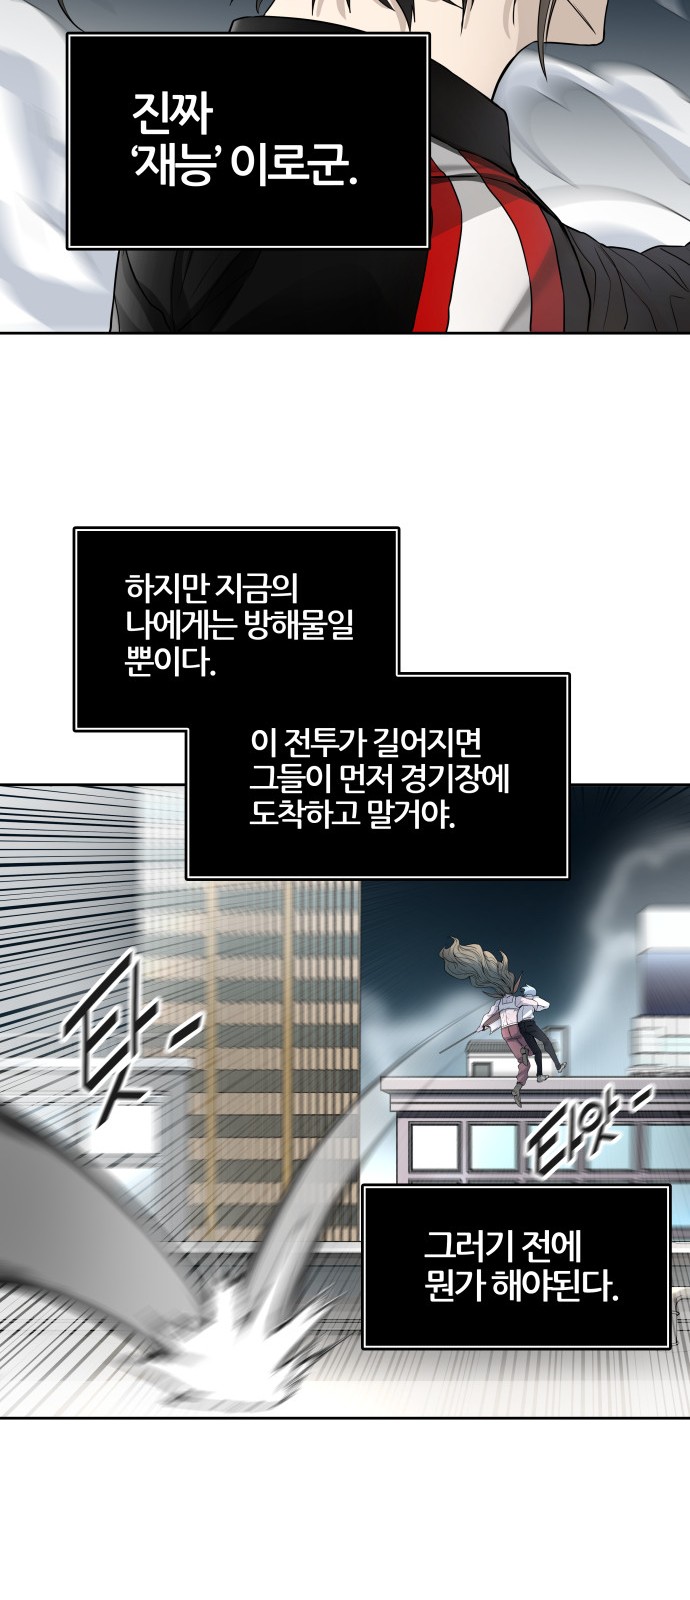 진짜
‘재능’ 이로군.
하지만 지금의
나에게는 방해물일
뿐이다.
이 전투가 길어지면
그들이 먼저 경기장에
도착하고 말거야.
탓-
타앗-
그러기 전에
뭔가 해야된다.